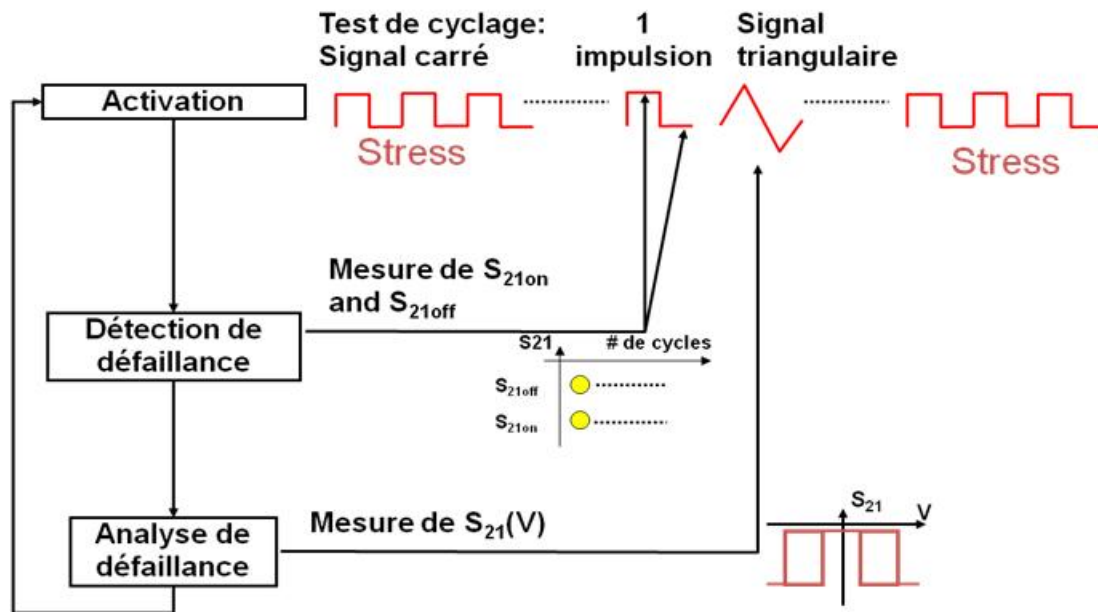 Test de cyclage:
Signal carré
1
impulsion
Signal
triangulaire
Activation
Stress
Stress
Mesure de S21on
and S21off
Détection de
défaillance
S21
# de cycles
S21off
S21on
Mesure de S21(V)
Analyse de
défaillance
S21
V